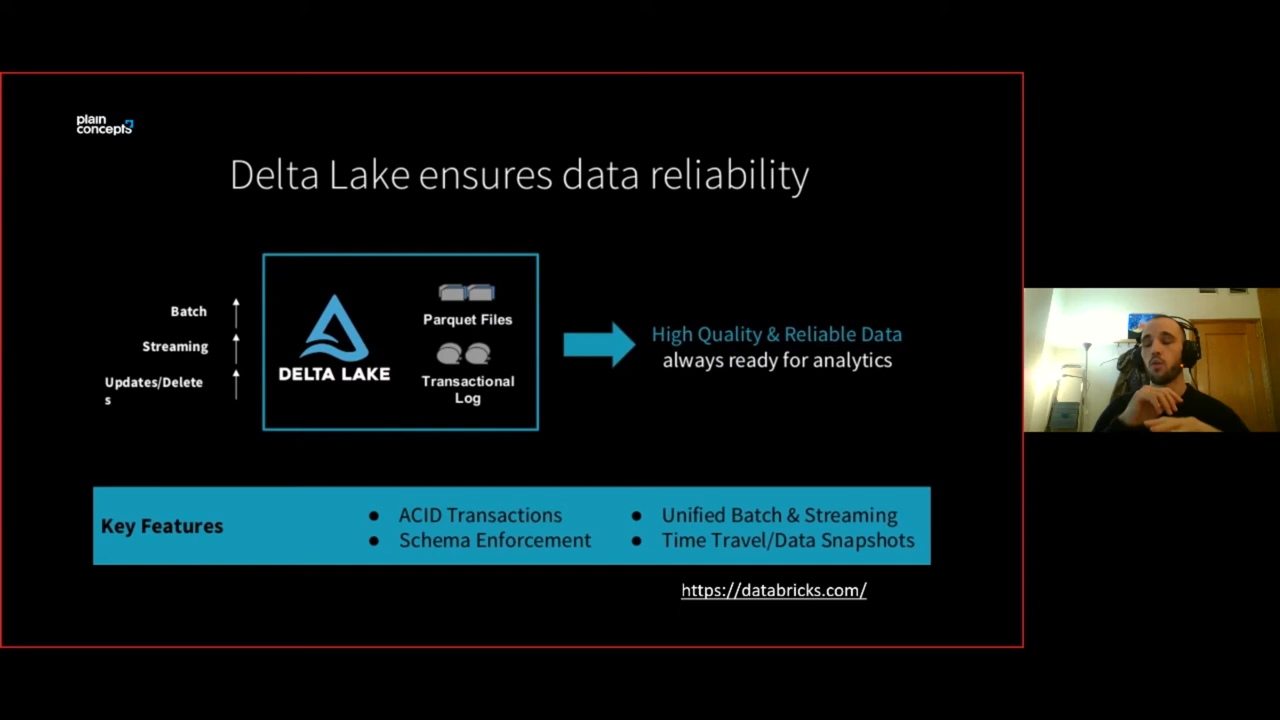 plain
concepts
Delta Lake ensures data reliability
Batch
Streaming
Updates/Delete
s
DELTA LAKE
Parquet Files
Transactional
Log
High Quality & Reliable Data
always ready for analytics
Key Features
● ACID Transactions
● Schema Enforcement
● Unified Batch & Streaming
● Time Travel/Data Snapshots
https://databricks.com/